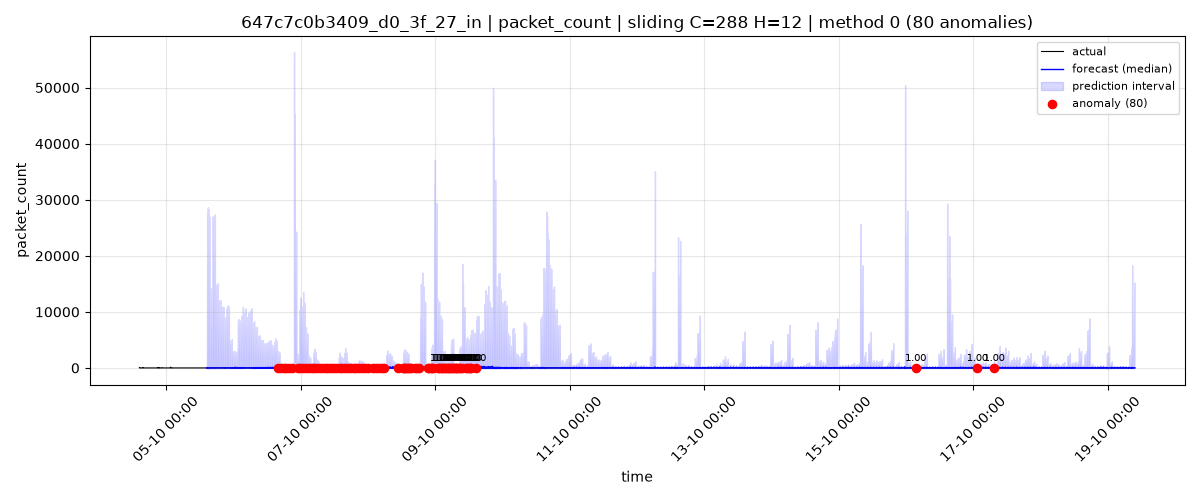 647c7c0b3409_d0_3f_27_in | packet_count | sliding C=288 H=12 | method 0 (80 anomalies)
actual
forecast (median)
prediction interval
anomaly (80)
packet_count
50000
40000
30000
20000
10000
0
1.00
1.00
05-10 00:00
07-10 00:00
09-10 00:00
11-10 00:00
13-10 00:00
15-10 00:00
17-10 00:00
19-10 00:00
time